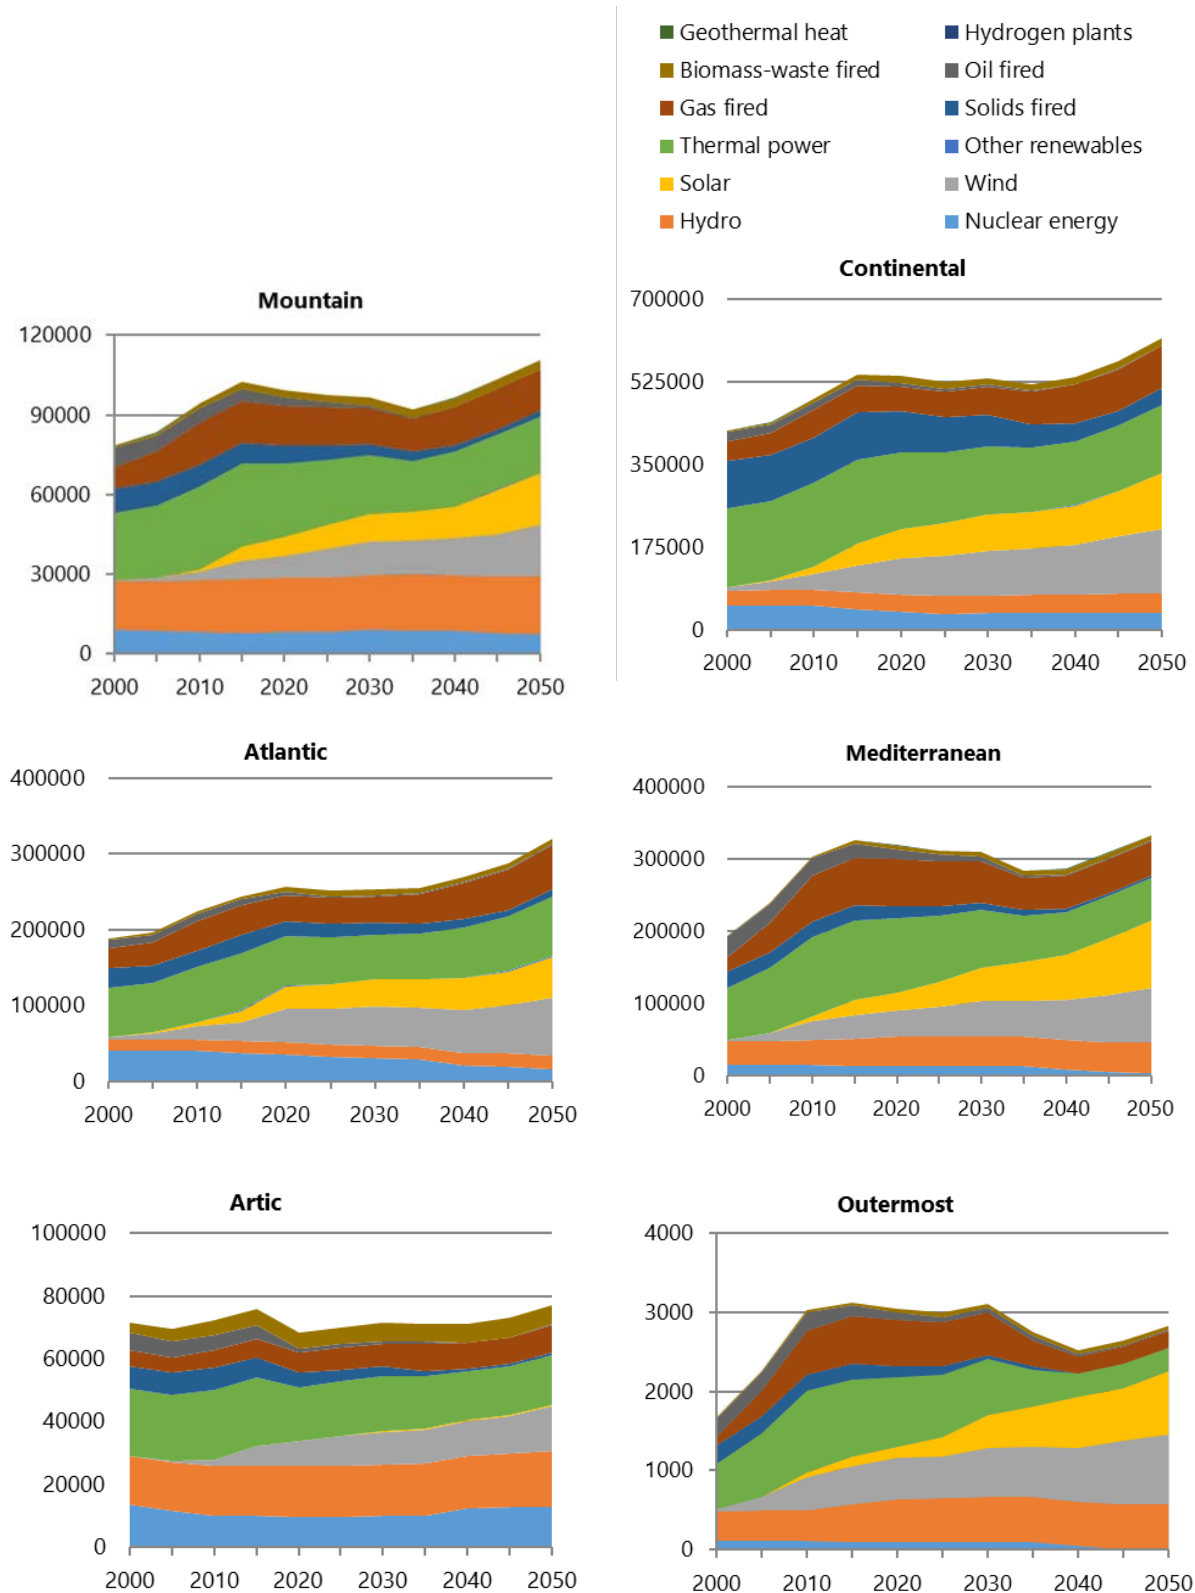 Geothermal heat
Hydrogen plants
Biomass-waste fired
Oil fired
Gas fired
Solids fired
Thermal power
Other renewables
Solar
Wind
Hydro
Nuclear energy
Mountain
120000
90000
60000
30000
0
2000 2010 2020 2030 2040 2050
Continental
700000
525000
350000
175000
0
2000 2010 2020 2030 2040 2050
Atlantic
400000
300000
200000
100000
0
2000 2010 2020 2030 2040 2050
Mediterranean
400000
300000
200000
100000
0
2000 2010 2020 2030 2040 2050
Artic
100000
80000
60000
40000
20000
0
2000 2010 2020 2030 2040 2050
Outermost
4000
3000
2000
1000
0
2000 2010 2020 2030 2040 2050